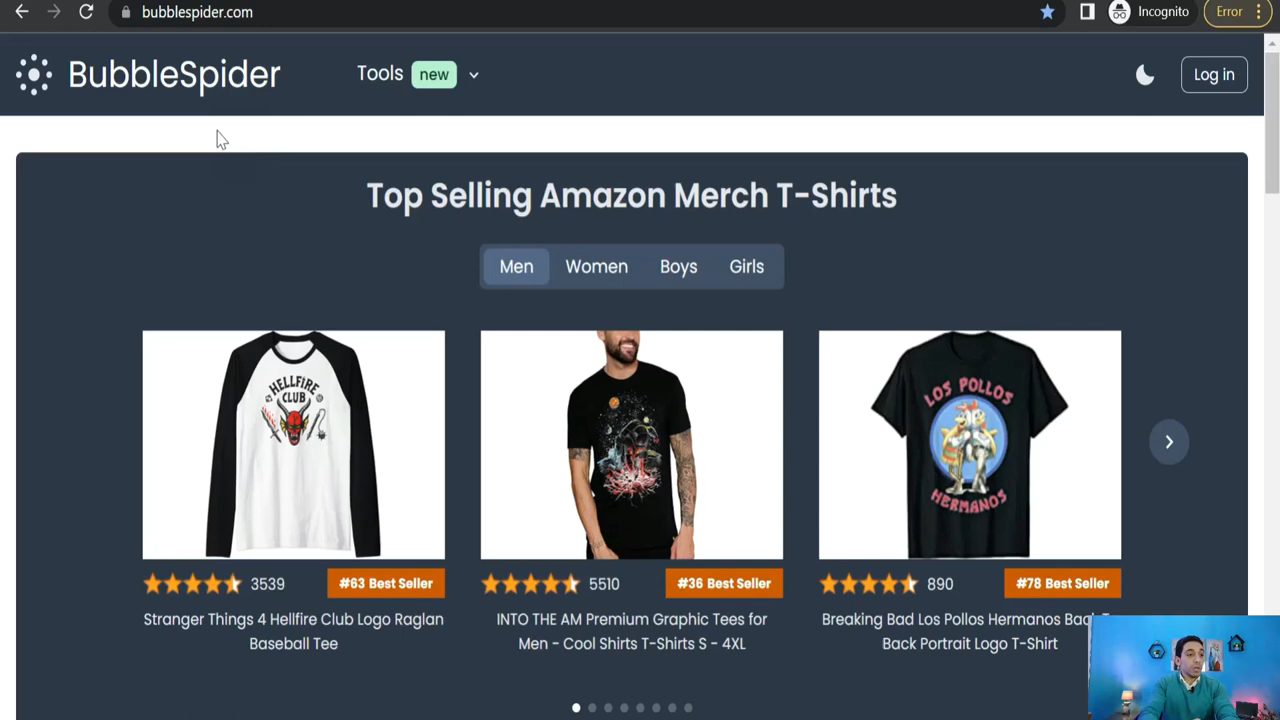 bubblespider.com
Incognito
Error
BubbleSpider
Tools
new
Log in
Top Selling Amazon Merch T-Shirts
Men
Women
Boys
Girls
HELLFIRE
CLUB
LOS POLLOS
HERMANOS
3539
#63 Best Seller
5510
#36 Best Seller
890
#78 Best Seller
Stranger Things 4 Hellfire Club Logo Raglan
Baseball Tee
INTO THE AM Premium Graphic Tees for
Men - Cool Shirts T-Shirts S - 4XL
Breaking Bad Los Pollos Hermanos
Back Portrait Logo T-Shirt